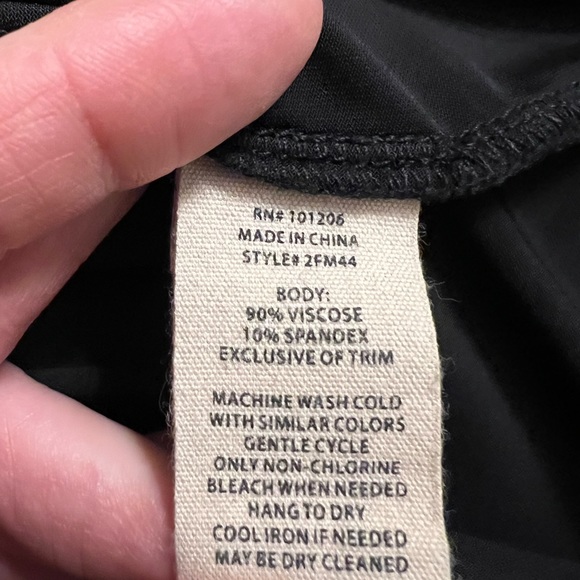 RN# 101206
MADE IN CHINA
STYLE# 2FM44
BODY:
90% VISCOSE
10% SPANDEX
EXCLUSIVE OF TRIM
MACHINE WASH COLD
WITH SIMILAR COLORS
GENTLE CYCLE
ONLY NON-CHLORINE
BLEACH WHEN NEEDED
HANG TO DRY
COOL IRON IF NEEDED
MAY BE DRY CLEANED